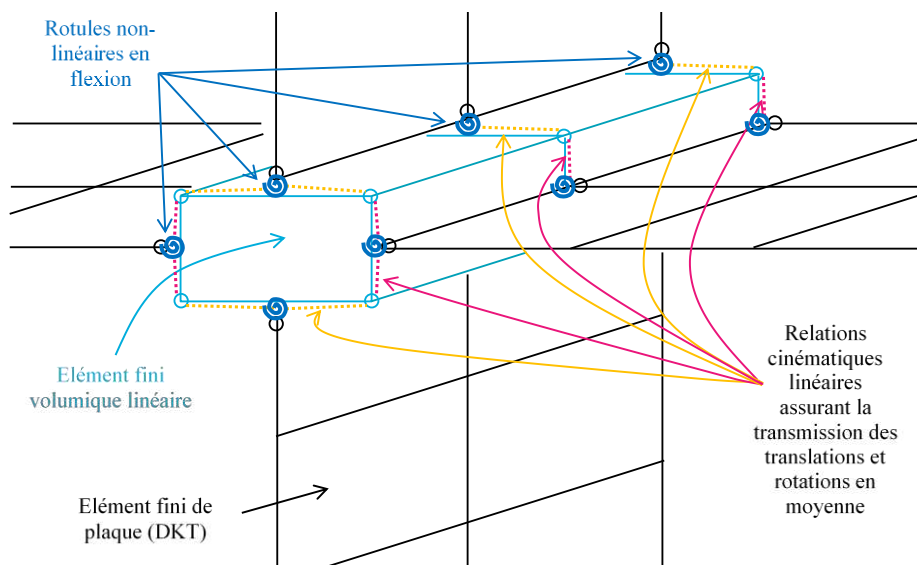 Rotules non-
linéaires en
flexion
Elément fini
volumique linéaire
Elément fini de
plaque (DKT)
Relations
cinématiques
linéaires
assurant la
transmission des
translations et
rotations en
moyenne